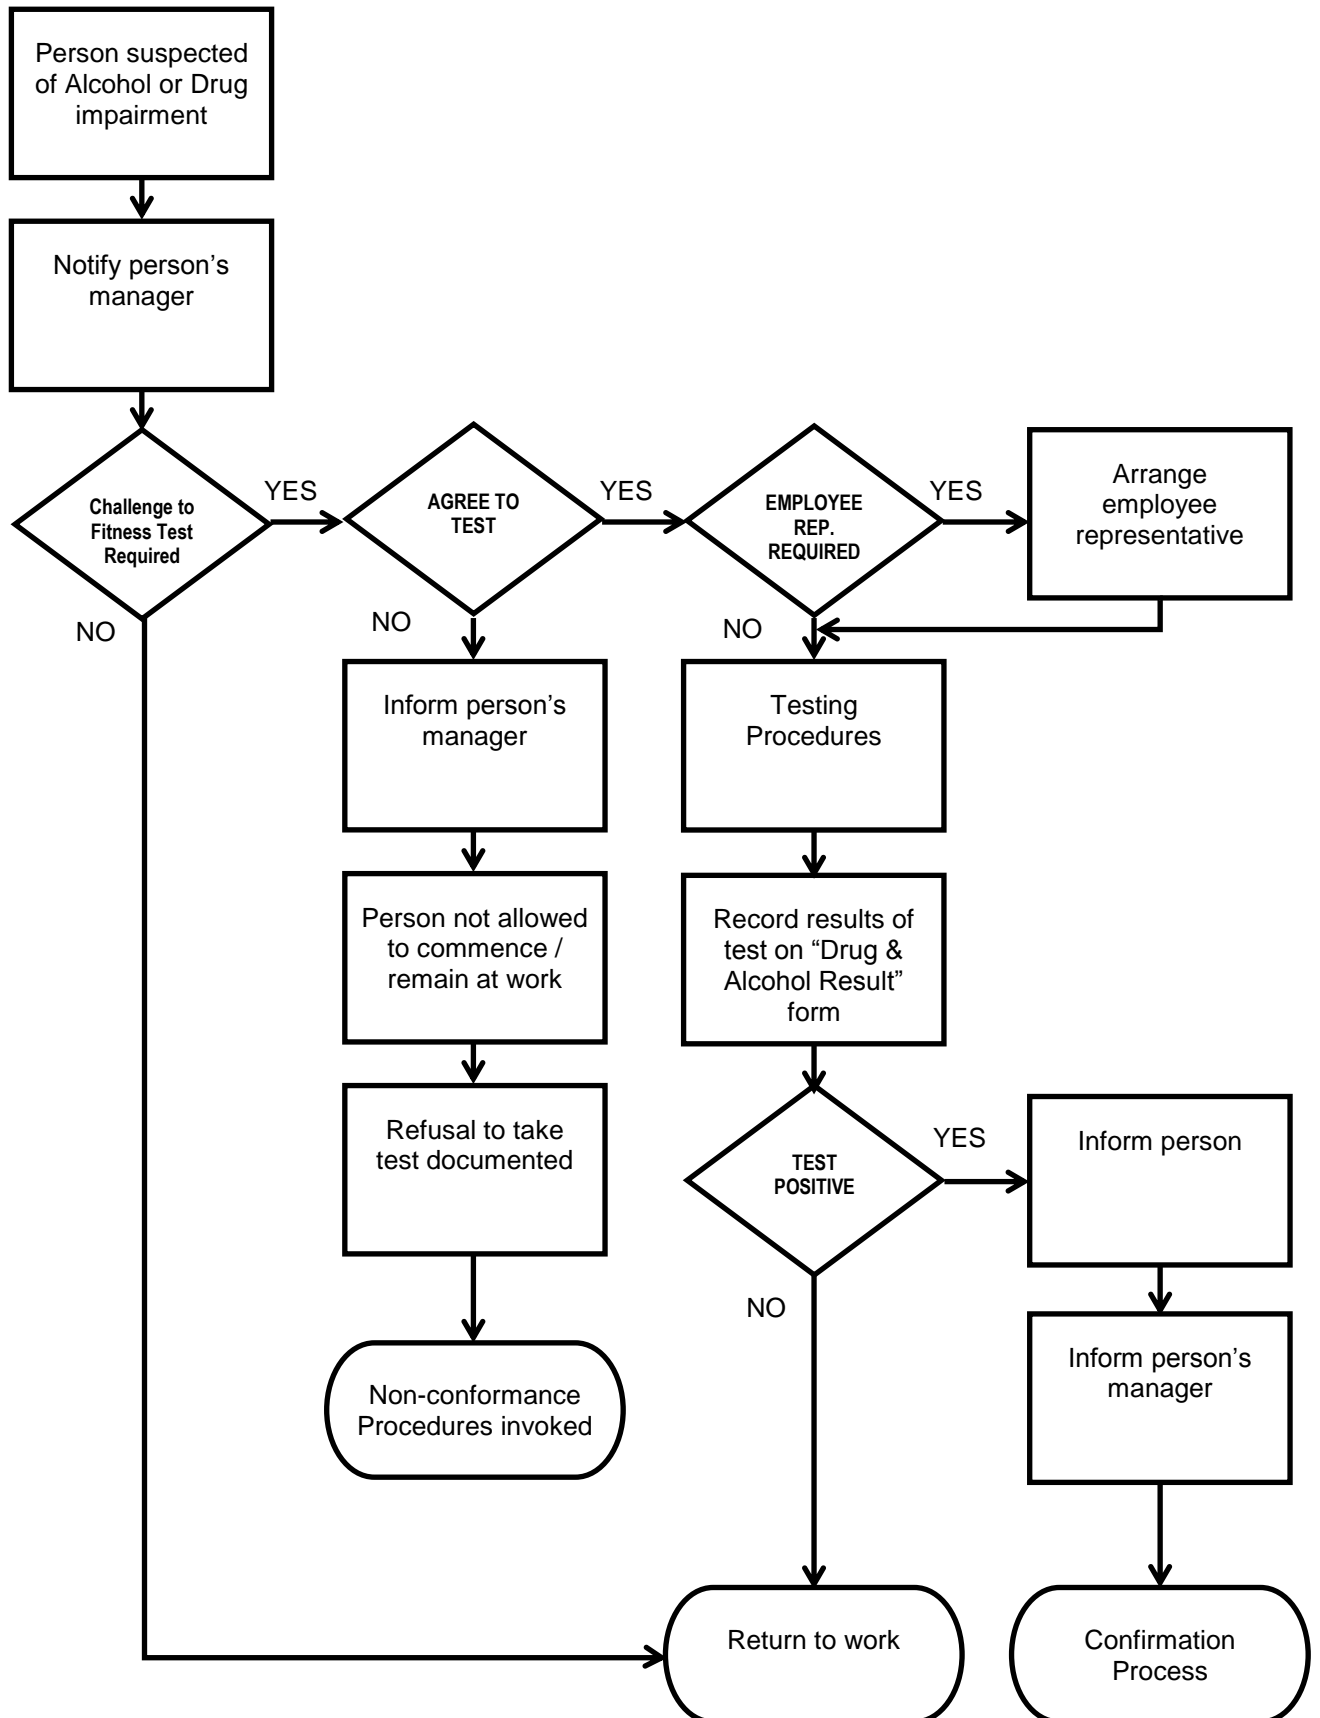 Person suspected
of Alcohol or Drug
impairment
Notify person’s
manager
Challenge to
Fitness Test
Required
YES
NO
AGREE TO
TEST
YES
NO
EMPLOYEE
REP.
REQUIRED
YES
NO
Arrange
employee
representative
Inform person’s
manager
Person not allowed
to commence /
remain at work
Refusal to take
test documented
Non-conformance
Procedures invoked
Testing
Procedures
Record results of
test on “Drug &
Alcohol Result”
form
TEST
POSITIVE
YES
NO
Inform person
Inform person’s
manager
Return to work
Confirmation
Process